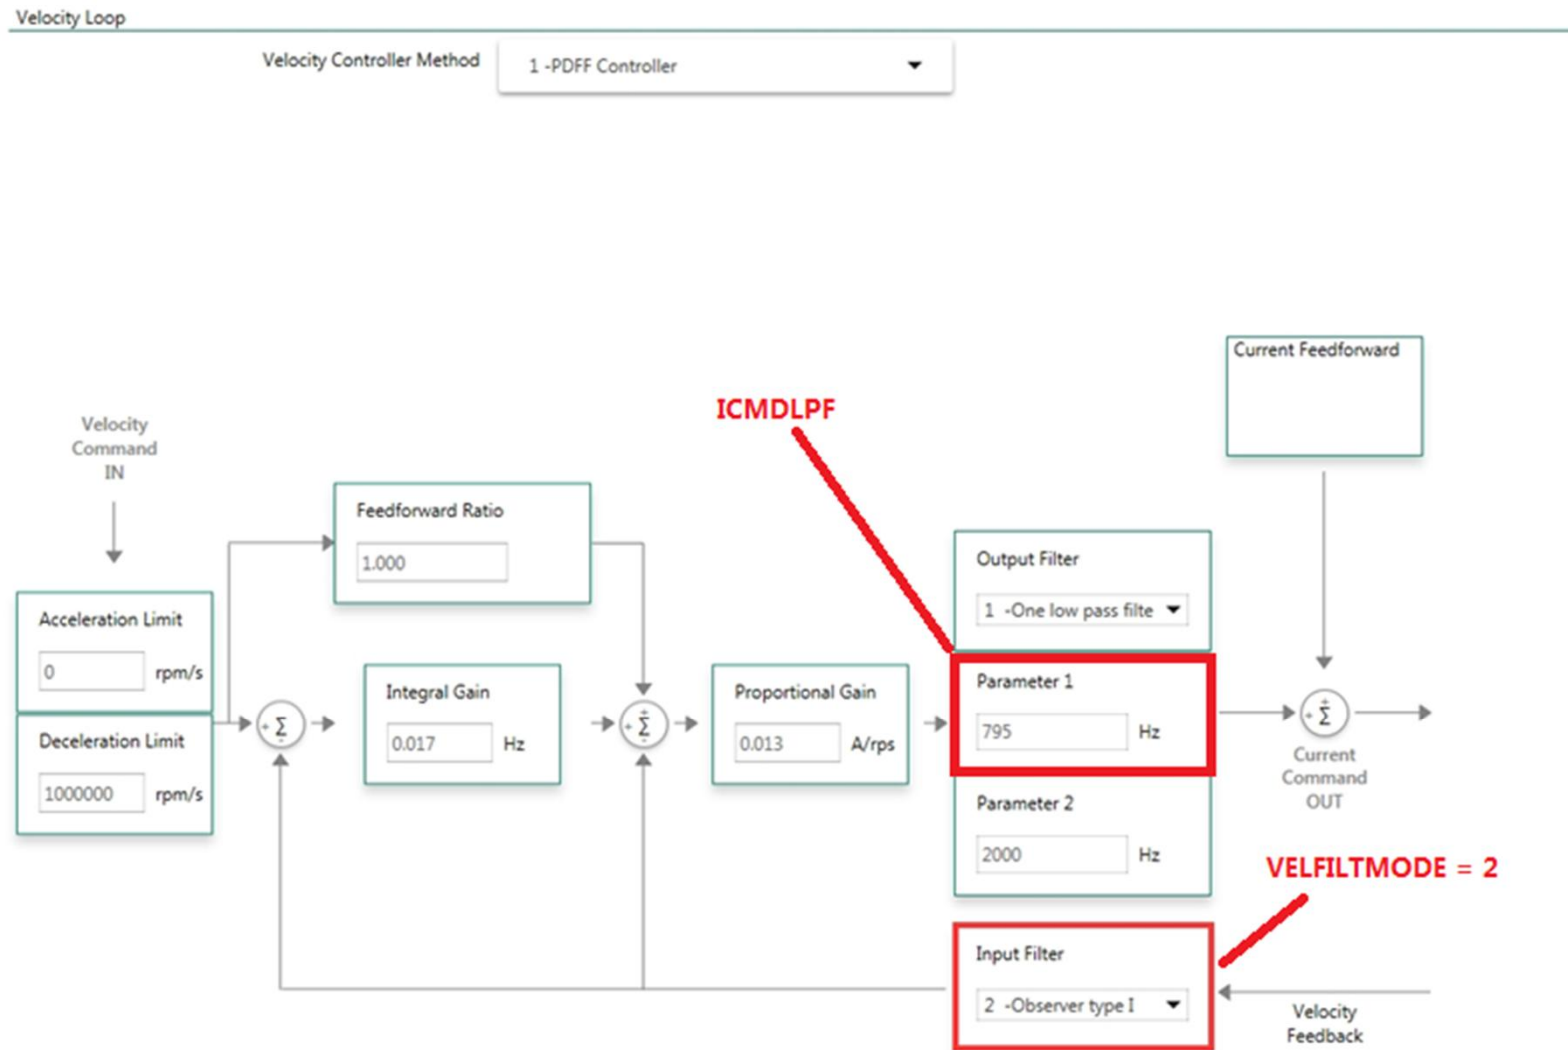 Velocity Loop
Velocity Controller Method
1 -PDFF Controller
Current Feedforward
ICMDLPF
Velocity
Command
IN
Feedforward Ratio
1.000
Output Filter
1 -One low pass filte
Acceleration Limit
0 rpm/s
Deceleration Limit
1000000 rpm/s
+ Σ -
Integral Gain
0.017 Hz
+ + Σ -
Proportional Gain
0.013 A/rps
Parameter 1
795 Hz
Parameter 2
2000 Hz
+ + Σ
Current
Command
OUT
VELFILTMODE = 2
Input Filter
2 -Observer type I
Velocity
Feedback